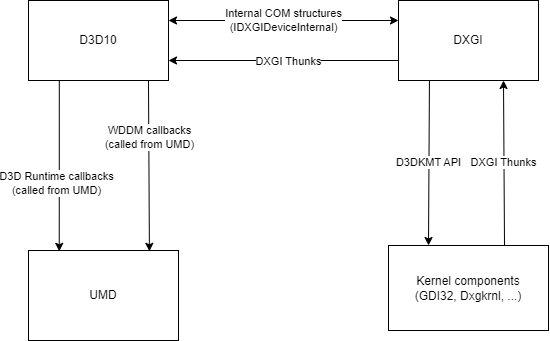 Internal COM structures
(IDXGIDeviceInternal)
D3D10
DXGI
DXGI Thunks
WDDM callbacks
(called from UMD)
D3D Runtime callbacks
(called from UMD)
D3DKMT API
DXGI Thunks
UMD
Kernel components
(GDI32, Dxgkrnl, ...)